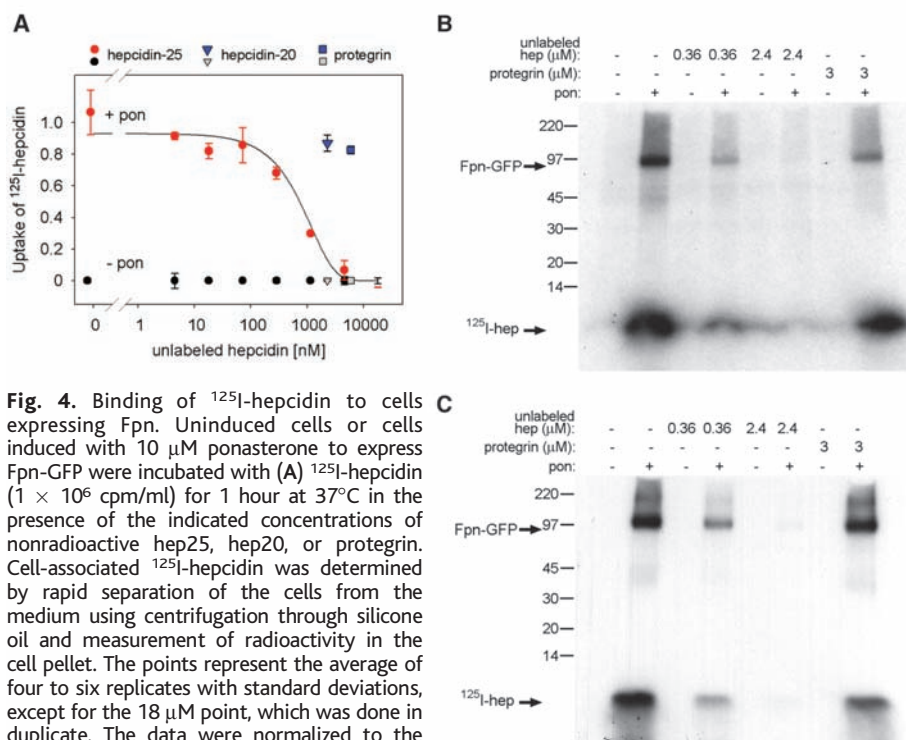 A
hepcidin-25 hepcidin-20 protegrin
+ pon
- pon
Uptake of ¹²⁵I-hepcidin
1.0
0.8
0.6
0.4
0.2
0
0 1 10 100 1000 10000
unlabeled hepcidin [nM]
B
unlabeled
hep (μM): - - 0.36 0.36 2.4 2.4 - -
protegrin (μM): - - - - - - 3 3
pon: - + - + - + - +
220
Fpn-GFP 97
45
30
20
14
¹²⁵I-hep
Fig. 4. Binding of ¹²⁵I-hepcidin to cells
expressing Fpn. Uninduced cells or cells
induced with 10 μM ponasterone to express
Fpn-GFP were incubated with (A) ¹²⁵I-hepcidin
(1 × 10⁶ cpm/ml) for 1 hour at 37°C in the
presence of the indicated concentrations of
nonradioactive hep25, hep20, or protegrin.
Cell-associated ¹²⁵I-hepcidin was determined
by rapid separation of the cells from the
medium using centrifugation through silicone
oil and measurement of radioactivity in the
cell pellet. The points represent the average of
four to six replicates with standard deviations,
except for the 18 μM point, which was done in
duplicate. The data were normalized to the
C
unlabeled
hep (μM): - - 0.36 0.36 2.4 2.4 - -
protegrin (μM): - - - - - - 3 3
pon: - + - + - + - +
220
Fpn-GFP 97
45
30
20
14
¹²⁵I-hep